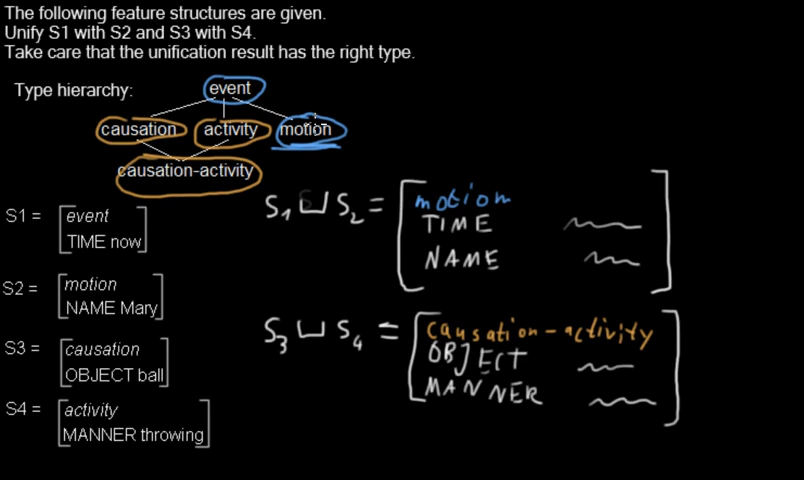 The following feature structures are given.
Unify S1 with S2 and S3 with S4.
Take care that the unification result has the right type.
Type hierarchy:
event
causation activity motion
causation-activity
S1 = [event
TIME now]
S2 = [motion
NAME Mary]
S3 = [causation
OBJECT ball]
S4 = [activity
MANNER throwing]
S1 ⊔ S2 = [motion
TIME
NAME ]
S3 ⊔ S4 = [causation-activity
OBJECT
MANNER ]